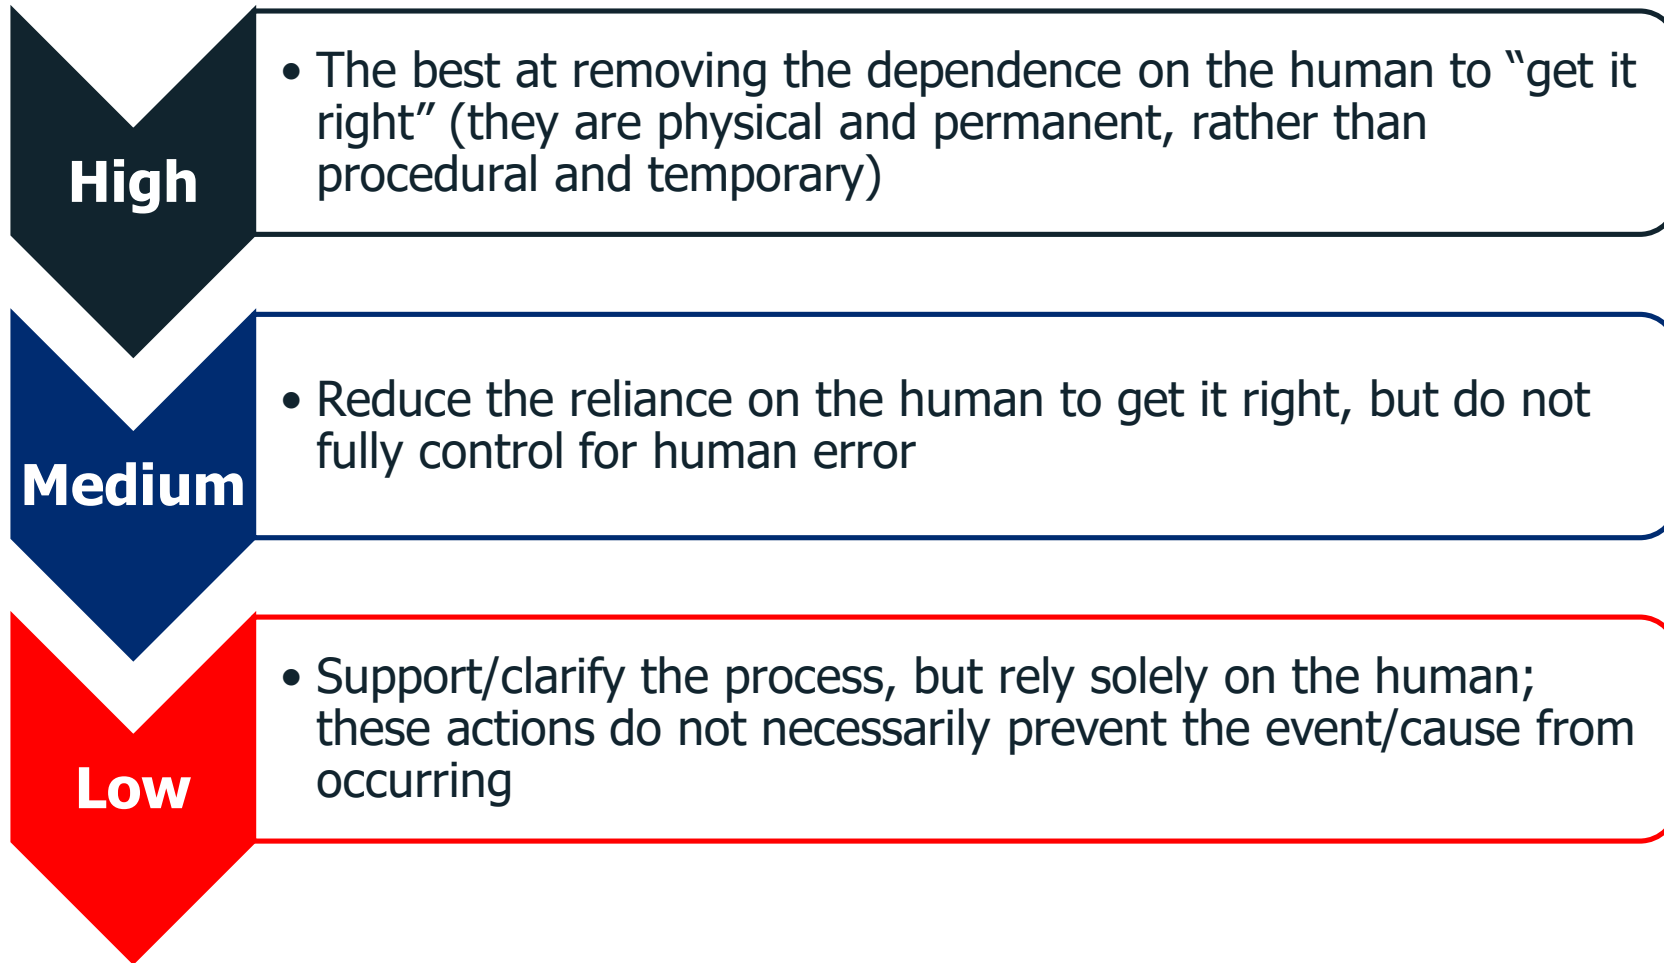 High
• The best at removing the dependence on the human to “get it
right” (they are physical and permanent, rather than
procedural and temporary)
Medium
• Reduce the reliance on the human to get it right, but do not
fully control for human error
Low
• Support/clarify the process, but rely solely on the human;
these actions do not necessarily prevent the event/cause from
occurring